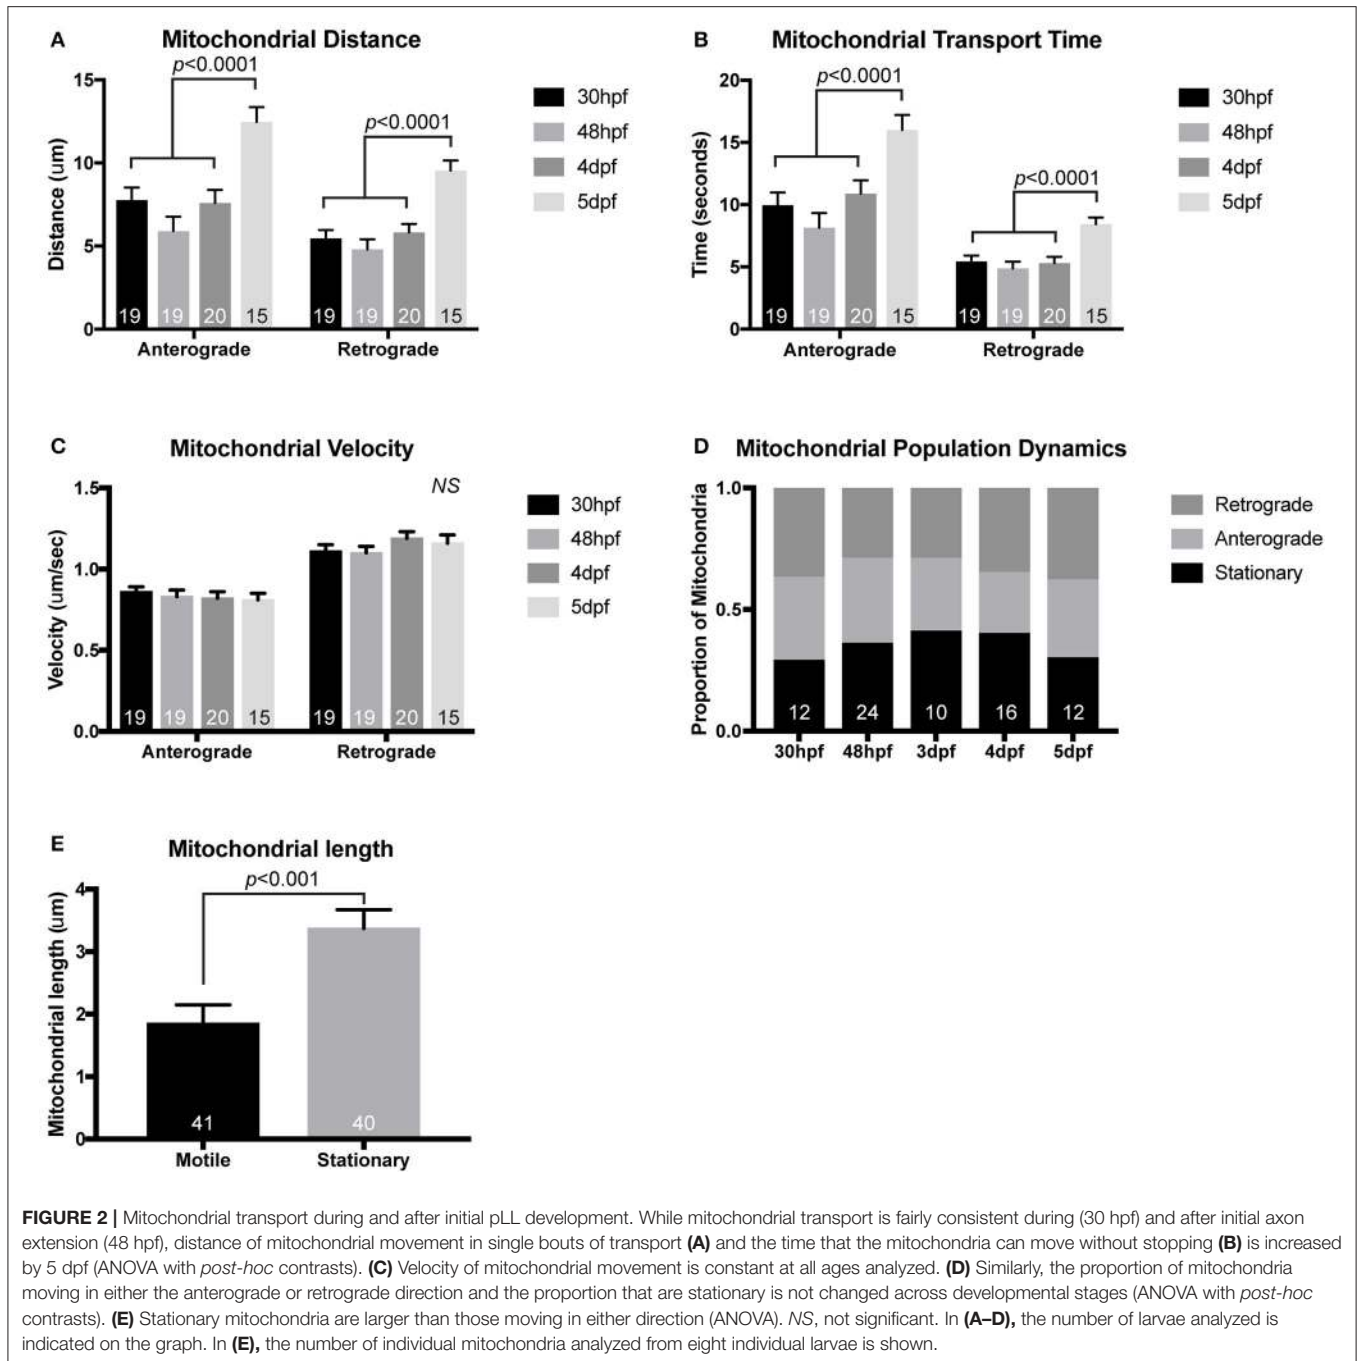 A Mitochondrial Distance
p<0.0001
p<0.0001
15
10
5
0
Distance (um)
19 19 20 15 19 19 20 15
Anterograde Retrograde
30hpf
48hpf
4dpf
5dpf
B Mitochondrial Transport Time
p<0.0001
p<0.0001
20
15
10
5
0
Time (seconds)
19 19 20 15 19 19 20 15
Anterograde Retrograde
30hpf
48hpf
4dpf
5dpf
C Mitochondrial Velocity
NS
1.5
1.0
0.5
0.0
Velocity (um/sec)
19 19 20 15 19 19 20 15
Anterograde Retrograde
30hpf
48hpf
4dpf
5dpf
D Mitochondrial Population Dynamics
1.0
0.5
0.0
Proportion of Mitochondria
12 24 10 16 12
30hpf 48hpf 3dpf 4dpf 5dpf
Retrograde
Anterograde
Stationary
E Mitochondrial length
p<0.001
4
3
2
1
0
Mitochondrial length (um)
41 40
Motile Stationary
FIGURE 2 | Mitochondrial transport during and after initial pLL development. While mitochondrial transport is fairly consistent during (30 hpf) and after initial axon
extension (48 hpf), distance of mitochondrial movement in single bouts of transport (A) and the time that the mitochondria can move without stopping (B) is increased
by 5 dpf (ANOVA with post-hoc contrasts). (C) Velocity of mitochondrial movement is constant at all ages analyzed. (D) Similarly, the proportion of mitochondria
moving in either the anterograde or retrograde direction and the proportion that are stationary is not changed across developmental stages (ANOVA with post-hoc
contrasts). (E) Stationary mitochondria are larger than those moving in either direction (ANOVA). NS, not significant. In (A–D), the number of larvae analyzed is
indicated on the graph. In (E), the number of individual mitochondria analyzed from eight individual larvae is shown.